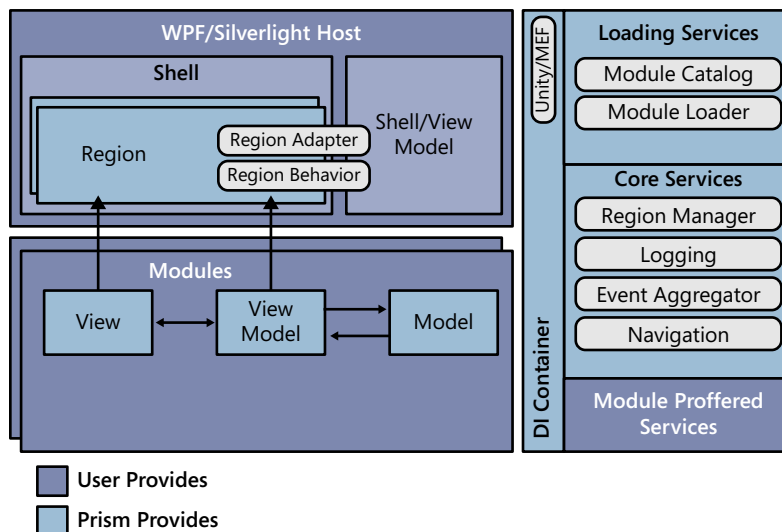 WPF/Silverlight Host
Shell
Region
Region Adapter
Region Behavior
Shell/View
Model
Modules
View
View
Model
Model
Unity/MEF
DI Container
Loading Services
Module Catalog
Module Loader
Core Services
Region Manager
Logging
Event Aggregator
Navigation
Module Proffered
Services
User Provides
Prism Provides